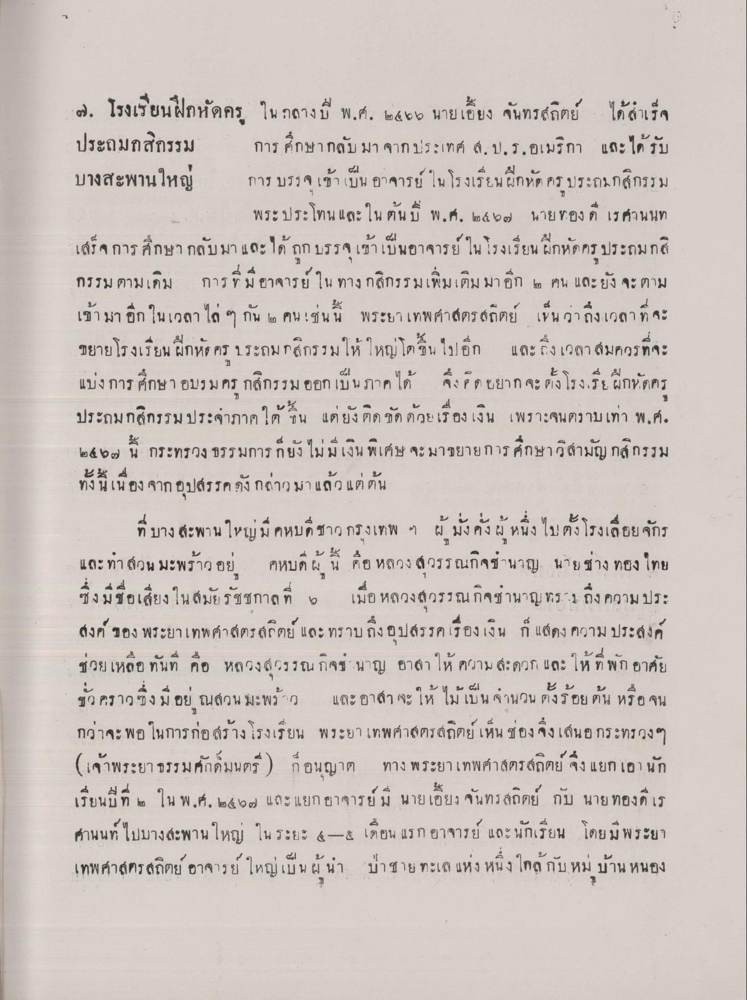 ๗. โรงเรียนฝึกหัดครู ในกลางปี พ.ศ. ๒๔๖๖ นายเอี้ยง จันทรสถิตย์ ได้สำเร็จ
ประถมกสิกรรม การศึกษากลับมาจากประเทศ ส.ป.ร.อเมริกา และได้รับ
บางสะพานใหญ่ การบรรจุเข้าเป็นอาจารย์ในโรงเรียนฝึกหัดครูประถมกสิกรรม
พระประโทนและในต้นปี พ.ศ. ๒๔๖๗ นายทองดี เรศานนท
เสร็จการศึกษากลับมาและได้ถูกบรรจุเข้าเป็นอาจารย์ในโรงเรียนฝึกหัดครูประถมกสิ
กรรมตามเดิม การที่มีอาจารย์ในทางกสิกรรมเพิ่มเติมมาอีก ๒ คนและยังจะตาม
เข้ามาอีกในเวลาไล่ๆกัน ๒ คนเช่นนี้ พระยาเทพศาสตรสถิตย์ เห็นว่าถึงเวลาที่จะ
ขยายโรงเรียนฝึกหัดครูประถมกสิกรรมให้ใหญ่โตขึ้นไปอีก และถึงเวลาสมควรที่จะ
แบ่งการศึกษาอบรมครูกสิกรรมออกเป็นภาคได้ จึงคิดอยากจะตั้งโรงเรียฝึกหัดครู
ประถมกสิกรรมประจำภาคใต้ขึ้น แต่ยังติดขัดด้วยเรื่องเงิน เพราะจนตราบเท่า พ.ศ.
๒๔๖๗ นี้ กระทรวงธรรมการก็ยังไม่มีเงินพิเศษจะมาขยายการศึกษาวิสามัญกสิกรรม
ทั้งนี้เนื่องจากอุปสรรคดังกล่าวมาแล้วแต่ต้น
ที่บางสะพานใหญ่มีคหบดีชาวกรุงเทพ ฯ ผู้มั่งคั่งผู้หนึ่งไปตั้งโรงเลื่อยจักร
และทำสวนมะพร้าวอยู่ คหบดีผู้นี้ คือหลวงสุวรรณกิจชำนาญ นายช่างทองไทย
ซึ่งมีชื่อเสียงในสมัยรัชชกาลที่ ๖ เมื่อหลวงสุวรรณกิจชำนาญทราบถึงความประ
สงค์ของพระยาเทพศาสตรสถิตย์และทราบถึงอุปสรรคเรื่องเงิน ก็แสดงความประสงค์
ช่วยเหลือทันที คือ หลวงสุวรรณกิจชำนาญ อาสาให้ความสะดวกและให้ที่พักอาศัย
ชั่วคราวซึ่งมีอยู่ณสวนมะพร้าว และอาสาจะให้ไม้เป็นจำนวนตั้งร้อยต้น หรือจน
กว่าจะพอในการก่อสร้างโรงเรียน พระยาเทพศาสตรสถิตย์เห็นช่องจึงเสนอกระทรวงๆ
(เจ้าพระยาธรรมศักดิ์มนตรี) ก็อนุญาต ทางพระยาเทพศาสตรสถิตย์จึงแยกเอานัก
เรียนปีที่ ๒ ในพ.ศ.๒๔๖๗ และแยกอาจารย์มี นายเอี้ยงจันทรสถิตย์ กับ นายทองดีเร
ศานนท์ไปบางสะพานใหญ่ ในระยะ ๔—๕ เดือนแรกอาจารย์ และนักเรียน โดยมีพระยา
เทพศาสตรสถิตย์อาจารย์ใหญ่เป็นผู้นำ ป่าชายทะเลแห่งหนึ่งใกล้กับหมู่บ้านหนอง